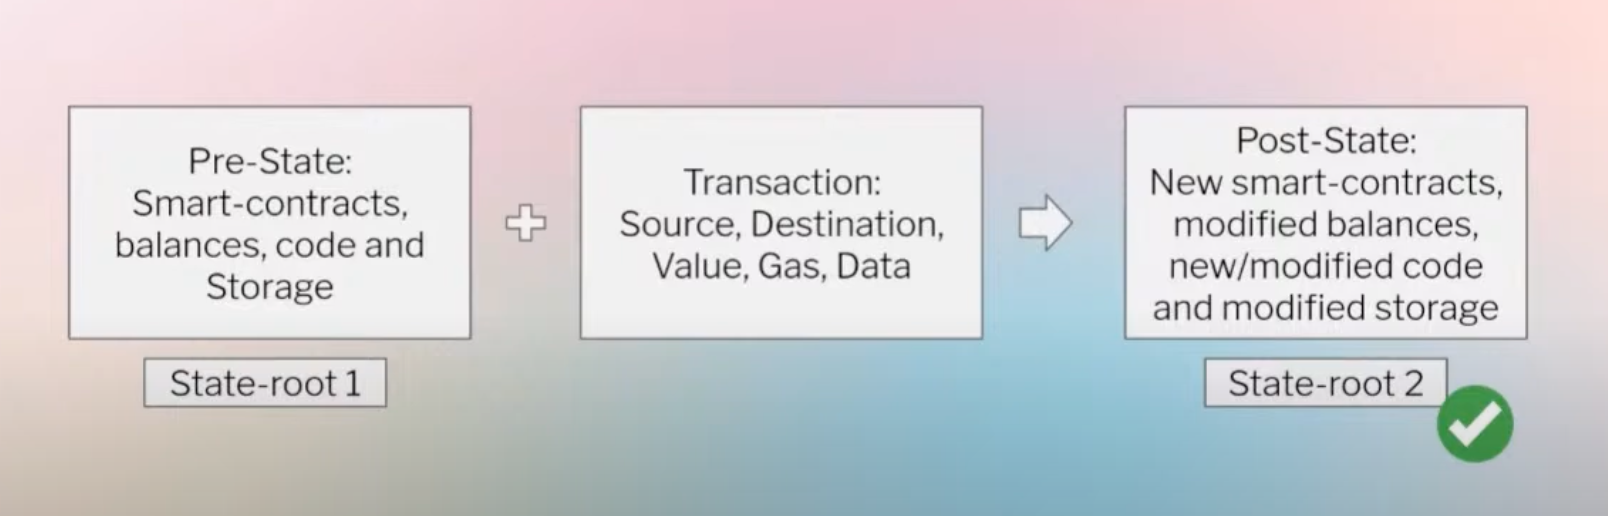 Pre-State:
Smart-contracts,
balances, code and
Storage
State-root 1
Transaction:
Source, Destination,
Value, Gas, Data
Post-State:
New smart-contracts,
modified balances,
new/modified code
and modified storage
State-root 2